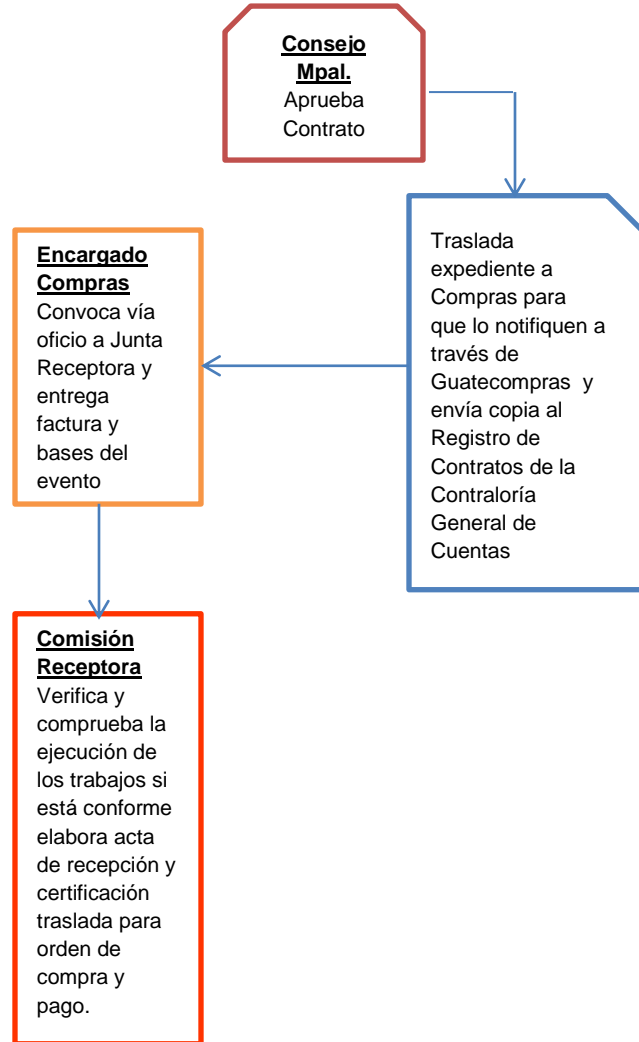 Consejo
Mpal.
Aprueba
Contrato
Traslada
expediente a
Compras para
que lo notifiquen a
través de
Guatecompras y
envía copia al
Registro de
Contratos de la
Contraloría
General de
Cuentas
Encargado
Compras
Convoca vía
oficio a Junta
Receptora y
entrega
factura y
bases del
evento
Comisión
Receptora
Verifica y
comprueba la
ejecución de
los trabajos si
está conforme
elabora acta
de recepción y
certificación
traslada para
orden de
compra y
pago.